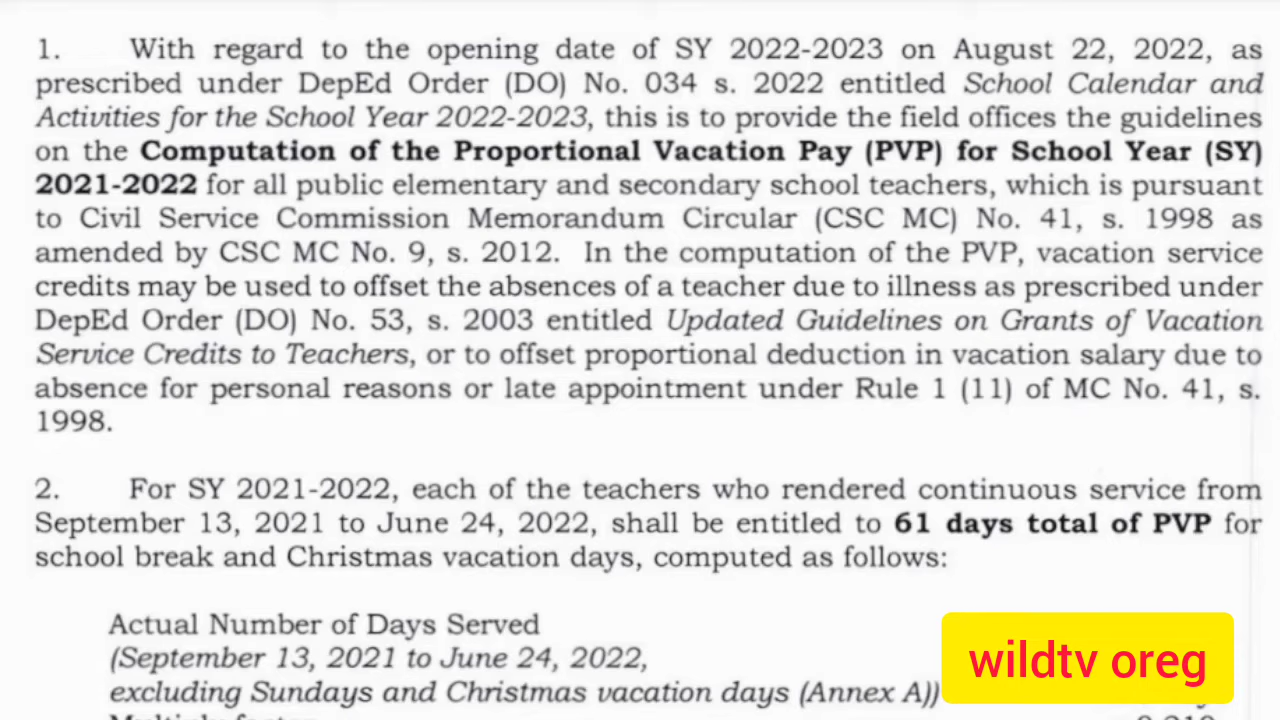 1. With regard to the opening date of SY 2022-2023 on August 22, 2022, as
prescribed under DepEd Order (DO) No. 034 s. 2022 entitled School Calendar and
Activities for the School Year 2022-2023, this is to provide the field offices the guidelines
on the Computation of the Proportional Vacation Pay (PVP) for School Year (SY)
2021-2022 for all public elementary and secondary school teachers, which is pursuant
to Civil Service Commission Memorandum Circular (CSC MC) No. 41, s. 1998 as
amended by CSC MC No. 9, s. 2012. In the computation of the PVP, vacation service
credits may be used to offset the absences of a teacher due to illness as prescribed under
DepEd Order (DO) No. 53, s. 2003 entitled Updated Guidelines on Grants of Vacation
Service Credits to Teachers, or to offset proportional deduction in vacation salary due to
absence for personal reasons or late appointment under Rule 1 (11) of MC No. 41, s.
1998.
2. For SY 2021-2022, each of the teachers who rendered continuous service from
September 13, 2021 to June 24, 2022, shall be entitled to 61 days total of PVP for
school break and Christmas vacation days, computed as follows:
Actual Number of Days Served
(September 13, 2021 to June 24, 2022,
excluding Sundays and Christmas vacation days (Annex A))
wildtv oreg